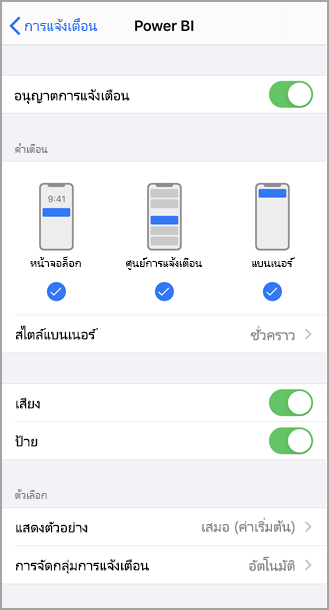 การแจ้งเตือน Power BI
อนุญาตการแจ้งเตือน
คำเตือน
9:41
หน้าจอล็อก ศูนย์การแจ้งเตือน แบนเนอร์
สไตล์แบนเนอร์ ชั่วคราว
เสียง
ป้าย
ตัวเลือก
แสดงตัวอย่าง เสมอ (ค่าเริ่มต้น)
การจัดกลุ่มการแจ้งเตือน อัตโนมัติ